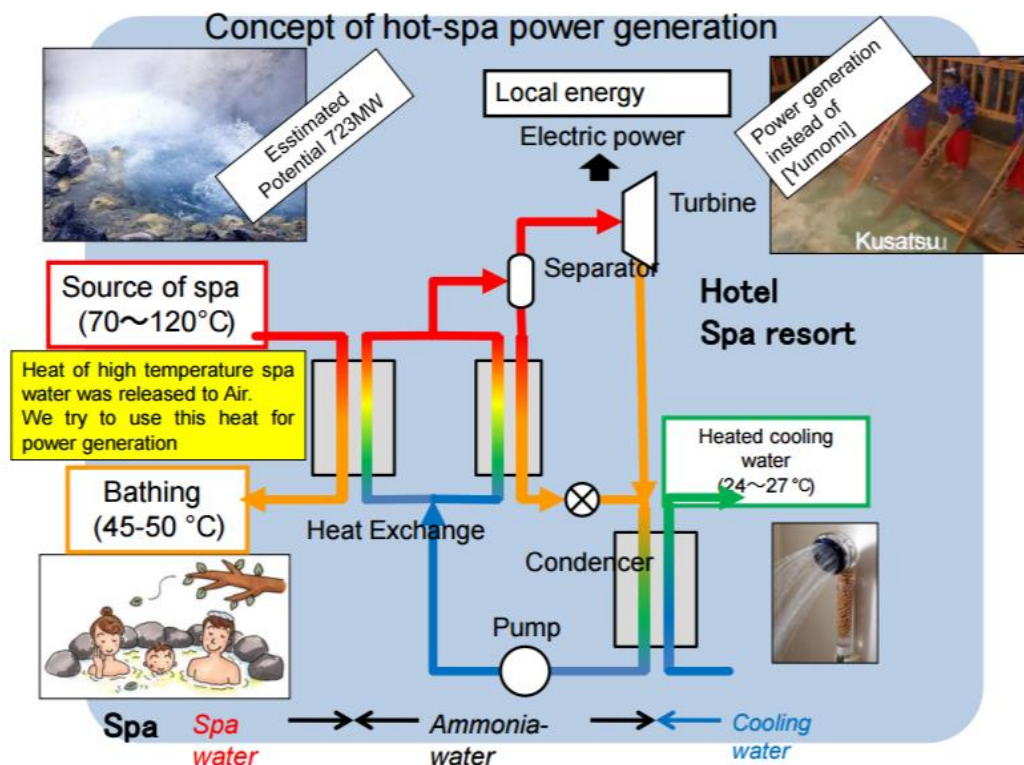 Concept of hot-spa power generation
Esstimated
Potential 723MW
Local energy
Electric power
Power generation
instead of
[Yumomi]
Kusatsu
Turbine
Separator
Source of spa
(70～120°C)
Hotel
Spa resort
Heat of high temperature spa
water was released to Air.
We try to use this heat for
power generation
Heated cooling
water
(24～27 °C)
Bathing
(45-50 °C)
Heat Exchange
Condencer
Pump
Spa
Spa
water
Ammonia-
water
Cooling
water